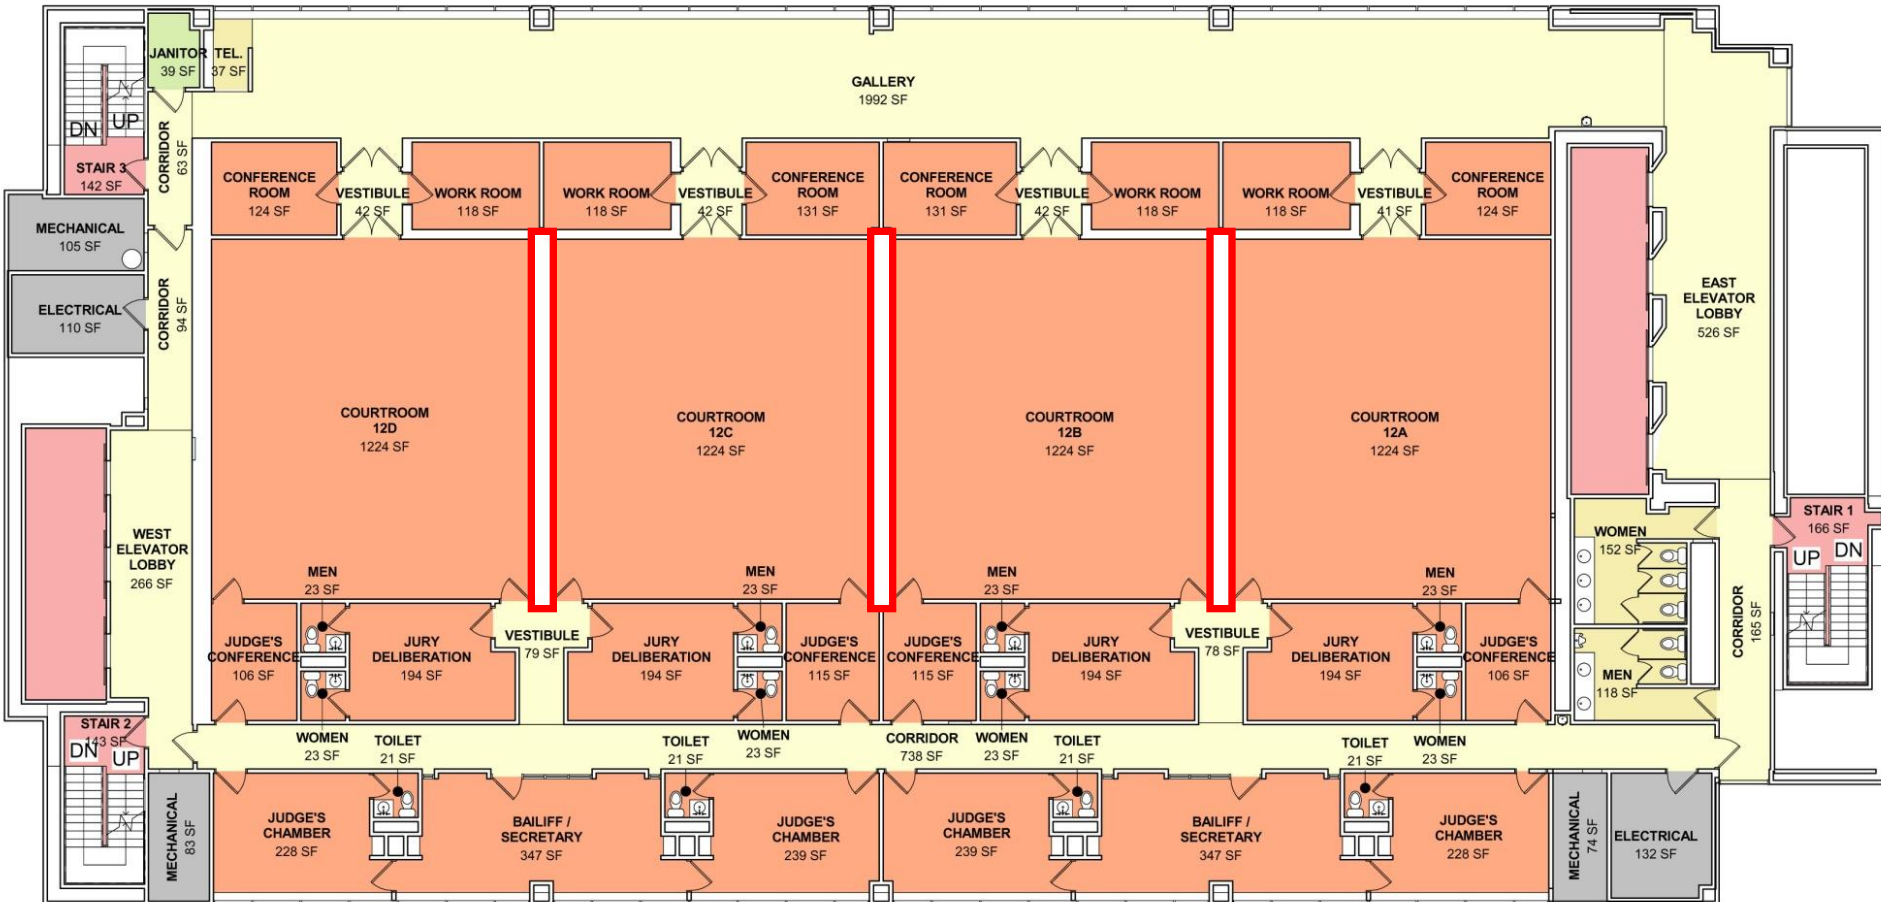 JANITOR
39 SF
TEL.
37 SF
GALLERY
1992 SF
DN
UP
STAIR 3
142 SF
CORRIDOR
63 SF
CONFERENCE
ROOM
124 SF
VESTIBULE
42 SF
WORK ROOM
118 SF
WORK ROOM
118 SF
VESTIBULE
42 SF
CONFERENCE
ROOM
131 SF
CONFERENCE
ROOM
131 SF
VESTIBULE
42 SF
WORK ROOM
118 SF
WORK ROOM
118 SF
VESTIBULE
41 SF
CONFERENCE
ROOM
124 SF
MECHANICAL
105 SF
ELECTRICAL
110 SF
CORRIDOR
94 SF
EAST
ELEVATOR
LOBBY
526 SF
COURTROOM
12D
1224 SF
COURTROOM
12C
1224 SF
COURTROOM
12B
1224 SF
COURTROOM
12A
1224 SF
WEST
ELEVATOR
LOBBY
266 SF
WOMEN
152 SF
STAIR 1
166 SF
UP
DN
MEN
23 SF
MEN
23 SF
MEN
23 SF
MEN
23 SF
JUDGE'S
CONFERENCE
106 SF
JURY
DELIBERATION
194 SF
VESTIBULE
79 SF
JURY
DELIBERATION
194 SF
JUDGE'S
CONFERENCE
115 SF
JUDGE'S
CONFERENCE
115 SF
JURY
DELIBERATION
194 SF
VESTIBULE
78 SF
JURY
DELIBERATION
194 SF
JUDGE'S
CONFERENCE
106 SF
MEN
118 SF
CORRIDOR
165 SF
STAIR 2
143 SF
DN
UP
WOMEN
23 SF
TOILET
21 SF
TOILET
21 SF
WOMEN
23 SF
CORRIDOR
738 SF
WOMEN
23 SF
TOILET
21 SF
TOILET
21 SF
WOMEN
23 SF
MECHANICAL
83 SF
JUDGE'S
CHAMBER
228 SF
BAILIFF /
SECRETARY
347 SF
JUDGE'S
CHAMBER
239 SF
JUDGE'S
CHAMBER
239 SF
BAILIFF /
SECRETARY
347 SF
JUDGE'S
CHAMBER
228 SF
MECHANICAL
74 SF
ELECTRICAL
132 SF